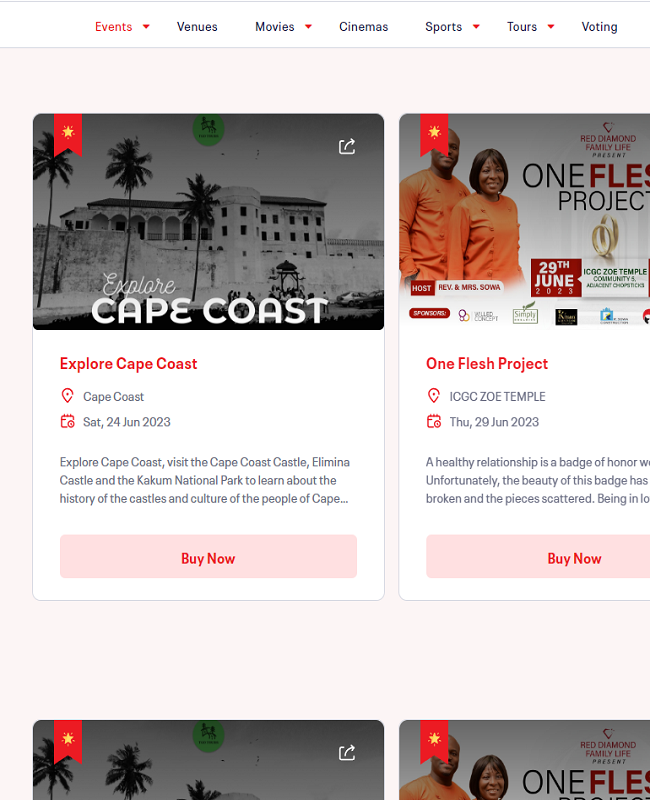 Events
Venues
Movies
Cinemas
Sports
Tours
Voting
Explore
CAPE COAST
Explore Cape Coast
Cape Coast
Sat, 24 Jun 2023
Explore Cape Coast, visit the Cape Coast Castle, Elimina
Castle and the Kakum National Park to learn about the
history of the castles and culture of the people of Cape...
Buy Now
RED DIAMOND
FAMILY LIFE
PRESENT
ONE FLES
PROJECT
29TH
JUNE
2023
ICGC ZOE TEMPLE
COMMUNITY 5,
ADJACENT CHOPSTICKS
HOST
REV. & MRS. SOWA
SPONSORS:
Simply
One Flesh Project
ICGC ZOE TEMPLE
Thu, 29 Jun 2023
A healthy relationship is a badge of honor w
Unfortunately, the beauty of this badge has
broken and the pieces scattered. Being in lo
Buy Now
RED DIAMOND
FAMILY LIFE
PRESENT
ONE FLES
PROJECT